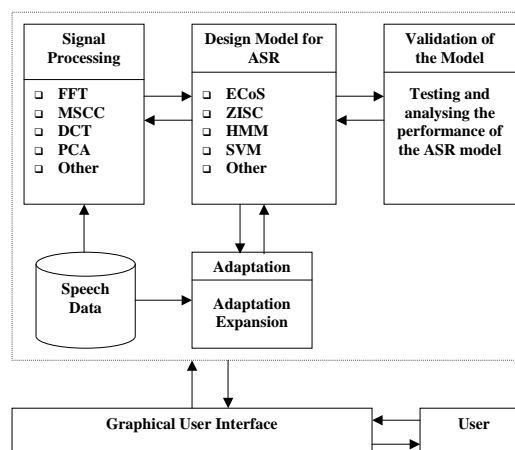 Signal
Processing
❑ FFT
❑ MSCC
❑ DCT
❑ PCA
❑ Other
Design Model for
ASR
❑ ECoS
❑ ZISC
❑ HMM
❑ SVM
❑ Other
Validation of
the Model
Testing and
analysing the
performance of
the ASR model
Speech
Data
Adaptation
Adaptation
Expansion
Graphical User Interface
User